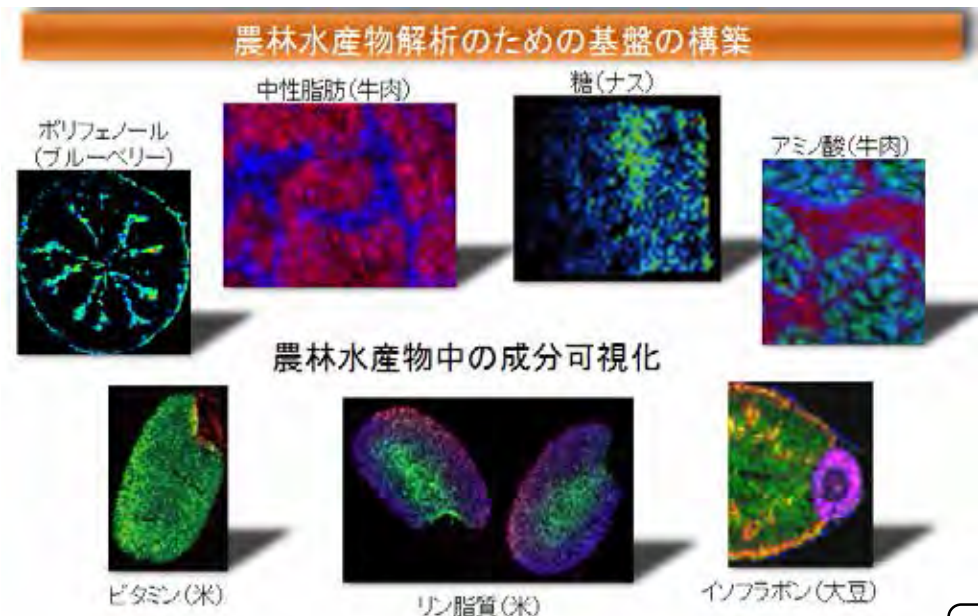 農林水産物解析のための基盤の構築
中性脂肪(牛肉)
糖(ナス)
ポリフェノール
(ブルーベリー)
アミノ酸(牛肉)
農林水産物中の成分可視化
ビタミン(米)
リン脂質(米)
イソフラボン(大豆)